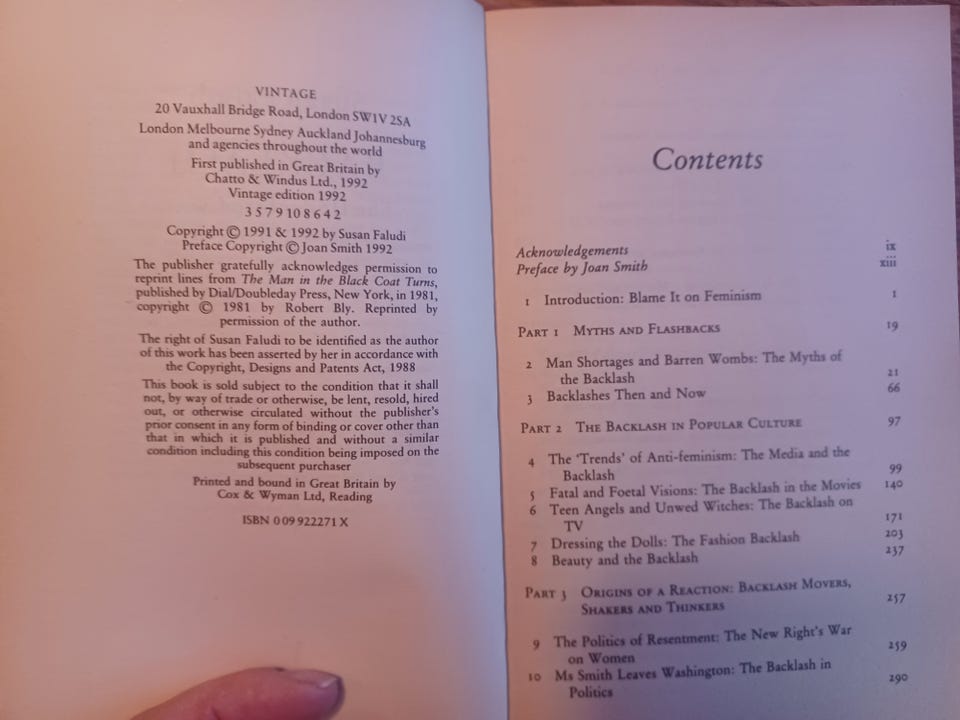 VINTAGE
20 Vauxhall Bridge Road, London SW1V 2SA
London Melbourne Sydney Auckland Johannesburg
and agencies throughout the world
First published in Great Britain by
Chatto & Windus Ltd., 1992
Vintage edition 1992
3 5 7 9 10 8 6 4 2
Copyright © 1991 & 1992 by Susan Faludi
Preface Copyright © Joan Smith 1992
The publisher gratefully acknowledges permission to
reprint lines from The Man in the Black Coat Turns,
published by Dial/Doubleday Press, New York, in 1981,
copyright © 1981 by Robert Bly. Reprinted by
permission of the author.
The right of Susan Faludi to be identified as the author
of this work has been asserted by her in accordance with
the Copyright, Designs and Patents Act, 1988
This book is sold subject to the condition that it shall
not, by way of trade or otherwise, be lent, resold, hired
out, or otherwise circulated without the publisher's
prior consent in any form of binding or cover other than
that in which it is published and without a similar
condition including this condition being imposed on the
subsequent purchaser
Printed and bound in Great Britain by
Cox & Wyman Ltd, Reading
ISBN 0 09 922271 X
Contents
Acknowledgements ix
Preface by Joan Smith xiii
1 Introduction: Blame It on Feminism 1
PART 1 MYTHS AND FLASHBACKS 19
2 Man Shortages and Barren Wombs: The Myths of
the Backlash 21
3 Backlashes Then and Now 66
PART 2 THE BACKLASH IN POPULAR CULTURE 97
4 The 'Trends' of Anti-feminism: The Media and the
Backlash 99
5 Fatal and Foetal Visions: The Backlash in the Movies 140
6 Teen Angels and Unwed Witches: The Backlash on
TV 171
7 Dressing the Dolls: The Fashion Backlash 203
8 Beauty and the Backlash 237
PART 3 ORIGINS OF A REACTION: BACKLASH MOVERS,
SHAKERS AND THINKERS 257
9 The Politics of Resentment: The New Right's War
on Women 259
10 Ms Smith Leaves Washington: The Backlash in
Politics 290